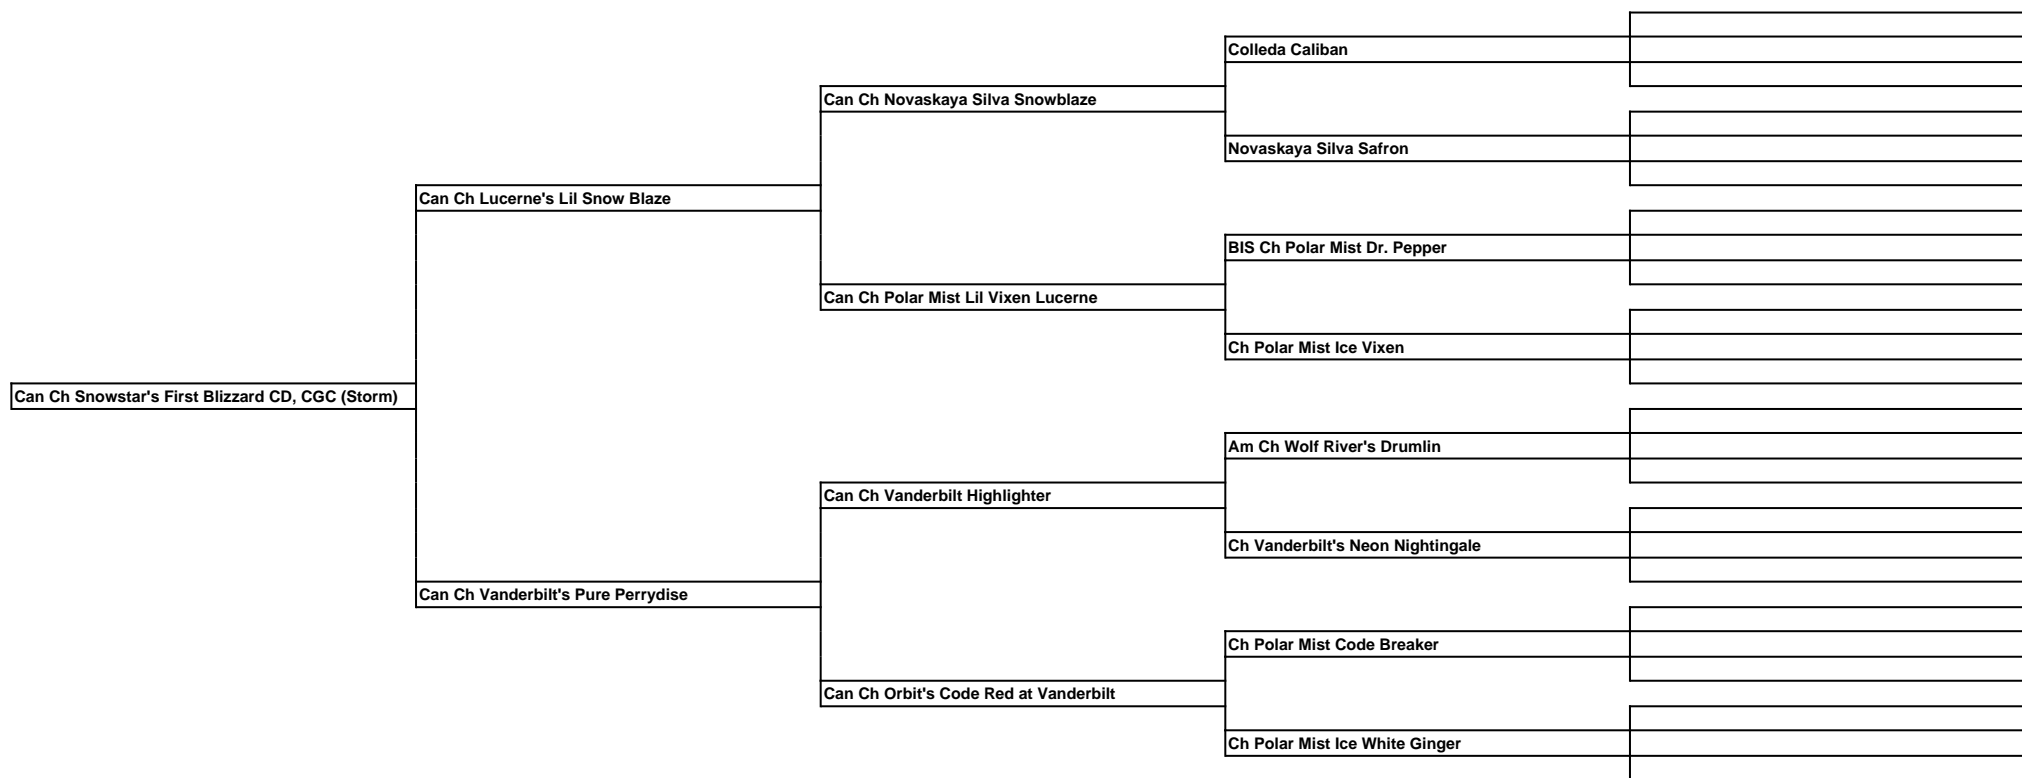 Colleda Caliban
Can Ch Novaskaya Silva Snowblaze
Novaskaya Silva Safron
Can Ch Lucerne's Lil Snow Blaze
BIS Ch Polar Mist Dr. Pepper
Can Ch Polar Mist Lil Vixen Lucerne
Ch Polar Mist Ice Vixen
Can Ch Snowstar's First Blizzard CD, CGC (Storm)
Am Ch Wolf River's Drumlin
Can Ch Vanderbilt Highlighter
Ch Vanderbilt's Neon Nightingale
Can Ch Vanderbilt's Pure Perrydise
Ch Polar Mist Code Breaker
Can Ch Orbit's Code Red at Vanderbilt
Ch Polar Mist Ice White Ginger